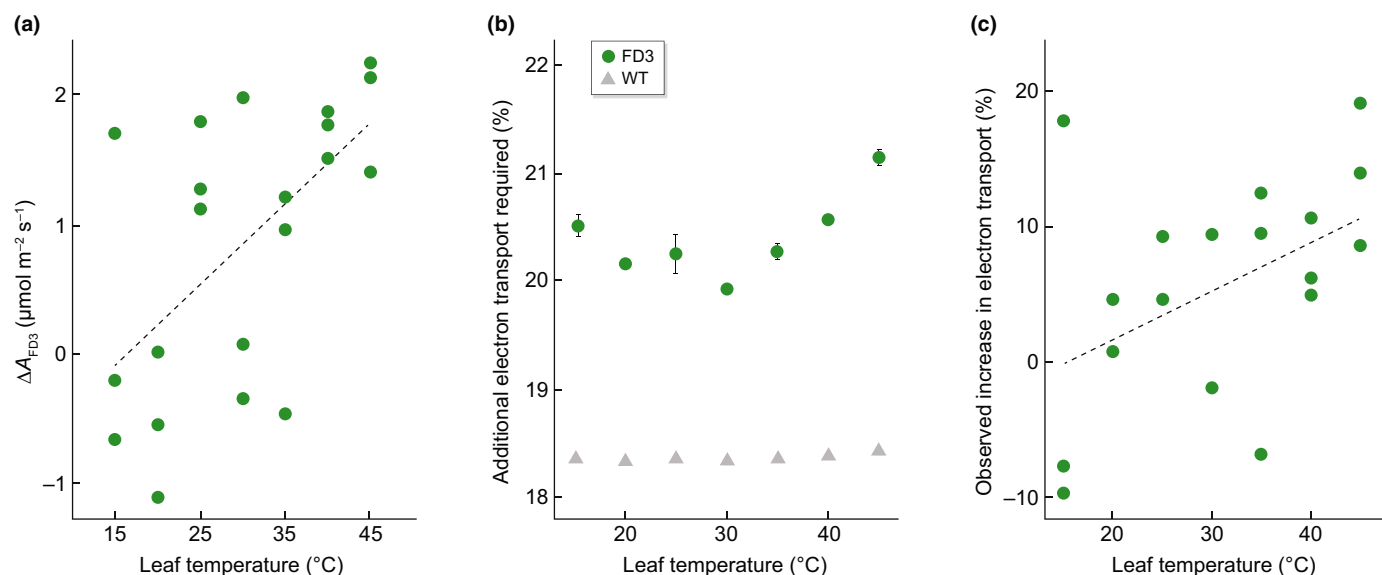 (a)
2
1
0
–1
15
25
35
45
ΔA_FD3 (µmol m⁻² s⁻¹)
Leaf temperature (°C)
(b)
FD3
WT
22
21
20
19
18
20
30
40
Additional electron transport required (%)
Leaf temperature (°C)
(c)
20
10
0
–10
20
30
40
Observed increase in electron transport (%)
Leaf temperature (°C)